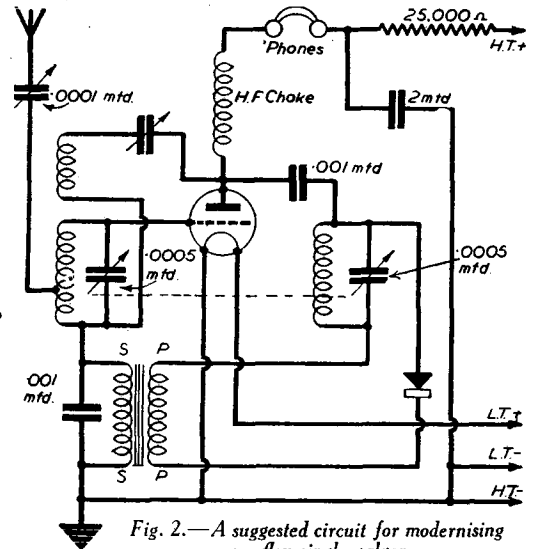 25.000 Ω
'Phones
H.T.+
.0001 mfd.
H.F Choke
2 mfd
.001 mfd
.0005
mfd.
.0005
mfd.
S P
.001
mfd.
S P
L.T.+
L.T.-
H.T.-
Fig. 2.—A suggested circuit for modernising